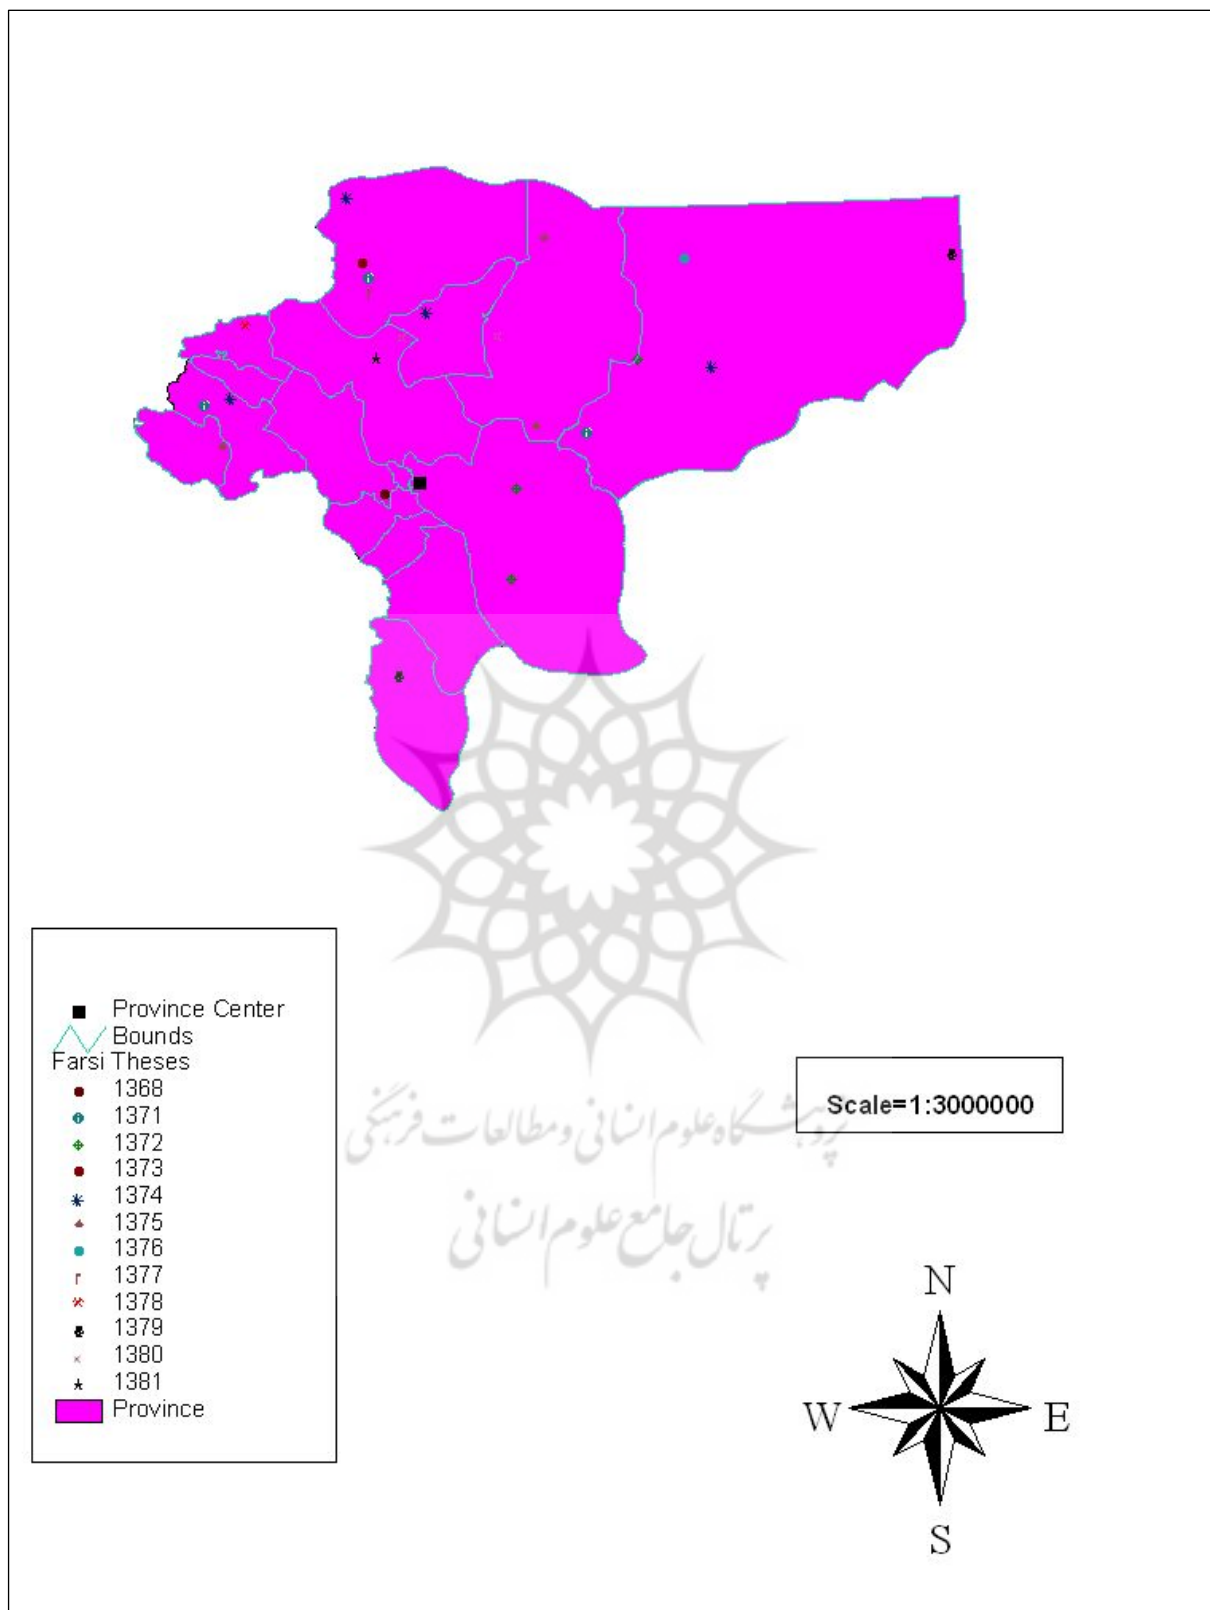 Province Center
Bounds
Farsi Theses
1368
1371
1372
1373
1374
1375
1376
1377
1378
1379
1380
1381
Province
Scale=1:3000000
پژوهشگاه علوم انسانی و مطالعات فرهنگی
پرتال جامع علوم انسانی
N
W
E
S